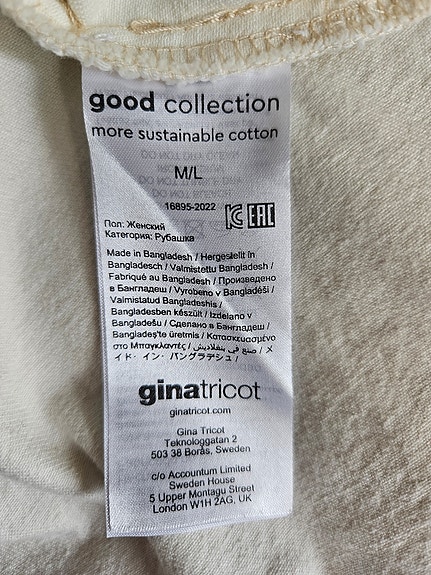 good collection
more sustainable cotton
M/L
16895-2022 EAC
Пол: Женский
Категория: Рубашка
Made in Bangladesh / Hergestellt in
Bangladesch / Valmistettu Bangladesh /
Fabriqué au Bangladesh / Произведено
в Бангладеш / Vyrobeno v Bangladéši /
Valmistatud Bangladeshis /
Bangladesben készült / Izdelano v
Bangladešu / Сделано в Бангладеш /
Bangladeş'te üretmis / Κατασκευασμένο
στο Μπαγκλαντές / صنع في بنغلاديش / メ
イド・イン・バングラデシュ /
ginatricot
ginatricot.com
Gina Tricot
Teknologgatan 2
503 38 Borås, Sweden
c/o Accountum Limited
Sweden House
5 Upper Montagu Street
London W1H 2AG, UK